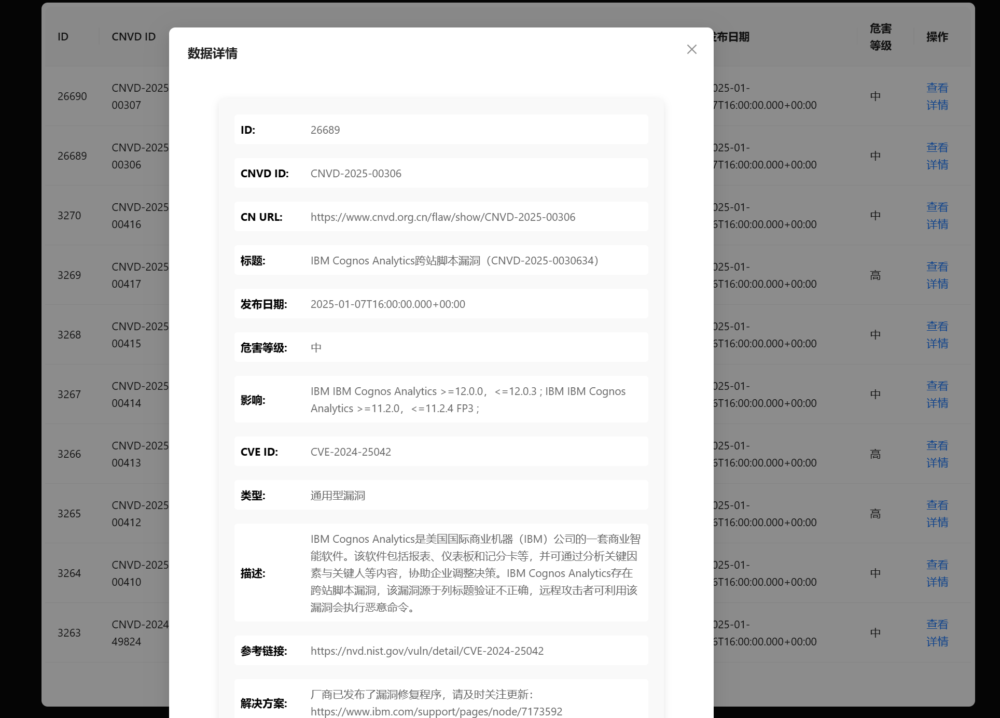 ID
CNVD ID
布日期
危害
等级
操作
数据详情
26690
CNVD-2025
00307
025-01-
7T16:00:00.000+00:00
中
查看
详情
26689
CNVD-2025
00306
025-01-
7T16:00:00.000+00:00
中
查看
详情
3270
CNVD-2025
00416
025-01-
6T16:00:00.000+00:00
中
查看
详情
3269
CNVD-2025
00417
025-01-
6T16:00:00.000+00:00
高
查看
详情
3268
CNVD-2025
00415
025-01-
6T16:00:00.000+00:00
中
查看
详情
3267
CNVD-2025
00414
025-01-
6T16:00:00.000+00:00
中
查看
详情
3266
CNVD-2025
00413
025-01-
6T16:00:00.000+00:00
高
查看
详情
3265
CNVD-2025
00412
025-01-
6T16:00:00.000+00:00
高
查看
详情
3264
CNVD-2025
00410
025-01-
6T16:00:00.000+00:00
中
查看
详情
3263
CNVD-2024
49824
025-01-
6T16:00:00.000+00:00
中
查看
详情
ID: 26689
CNVD ID: CNVD-2025-00306
CN URL: https://www.cnvd.org.cn/flaw/show/CNVD-2025-00306
标题: IBM Cognos Analytics跨站脚本漏洞（CNVD-2025-0030634）
发布日期: 2025-01-07T16:00:00.000+00:00
危害等级: 中
影响: IBM IBM Cognos Analytics >=12.0.0，<=12.0.3 ; IBM IBM Cognos
Analytics >=11.2.0，<=11.2.4 FP3 ;
CVE ID: CVE-2024-25042
类型: 通用型漏洞
描述: IBM Cognos Analytics是美国国际商业机器（IBM）公司的一套商业智
能软件。该软件包括报表、仪表板和记分卡等，并可通过分析关键因
素与关键人等内容，协助企业调整决策。IBM Cognos Analytics存在
跨站脚本漏洞，该漏洞源于列标题验证不正确，远程攻击者可利用该
漏洞会执行恶意命令。
参考链接: https://nvd.nist.gov/vuln/detail/CVE-2024-25042
解决方案: 厂商已发布了漏洞修复程序，请及时关注更新：
https://www.ibm.com/support/pages/node/7173592